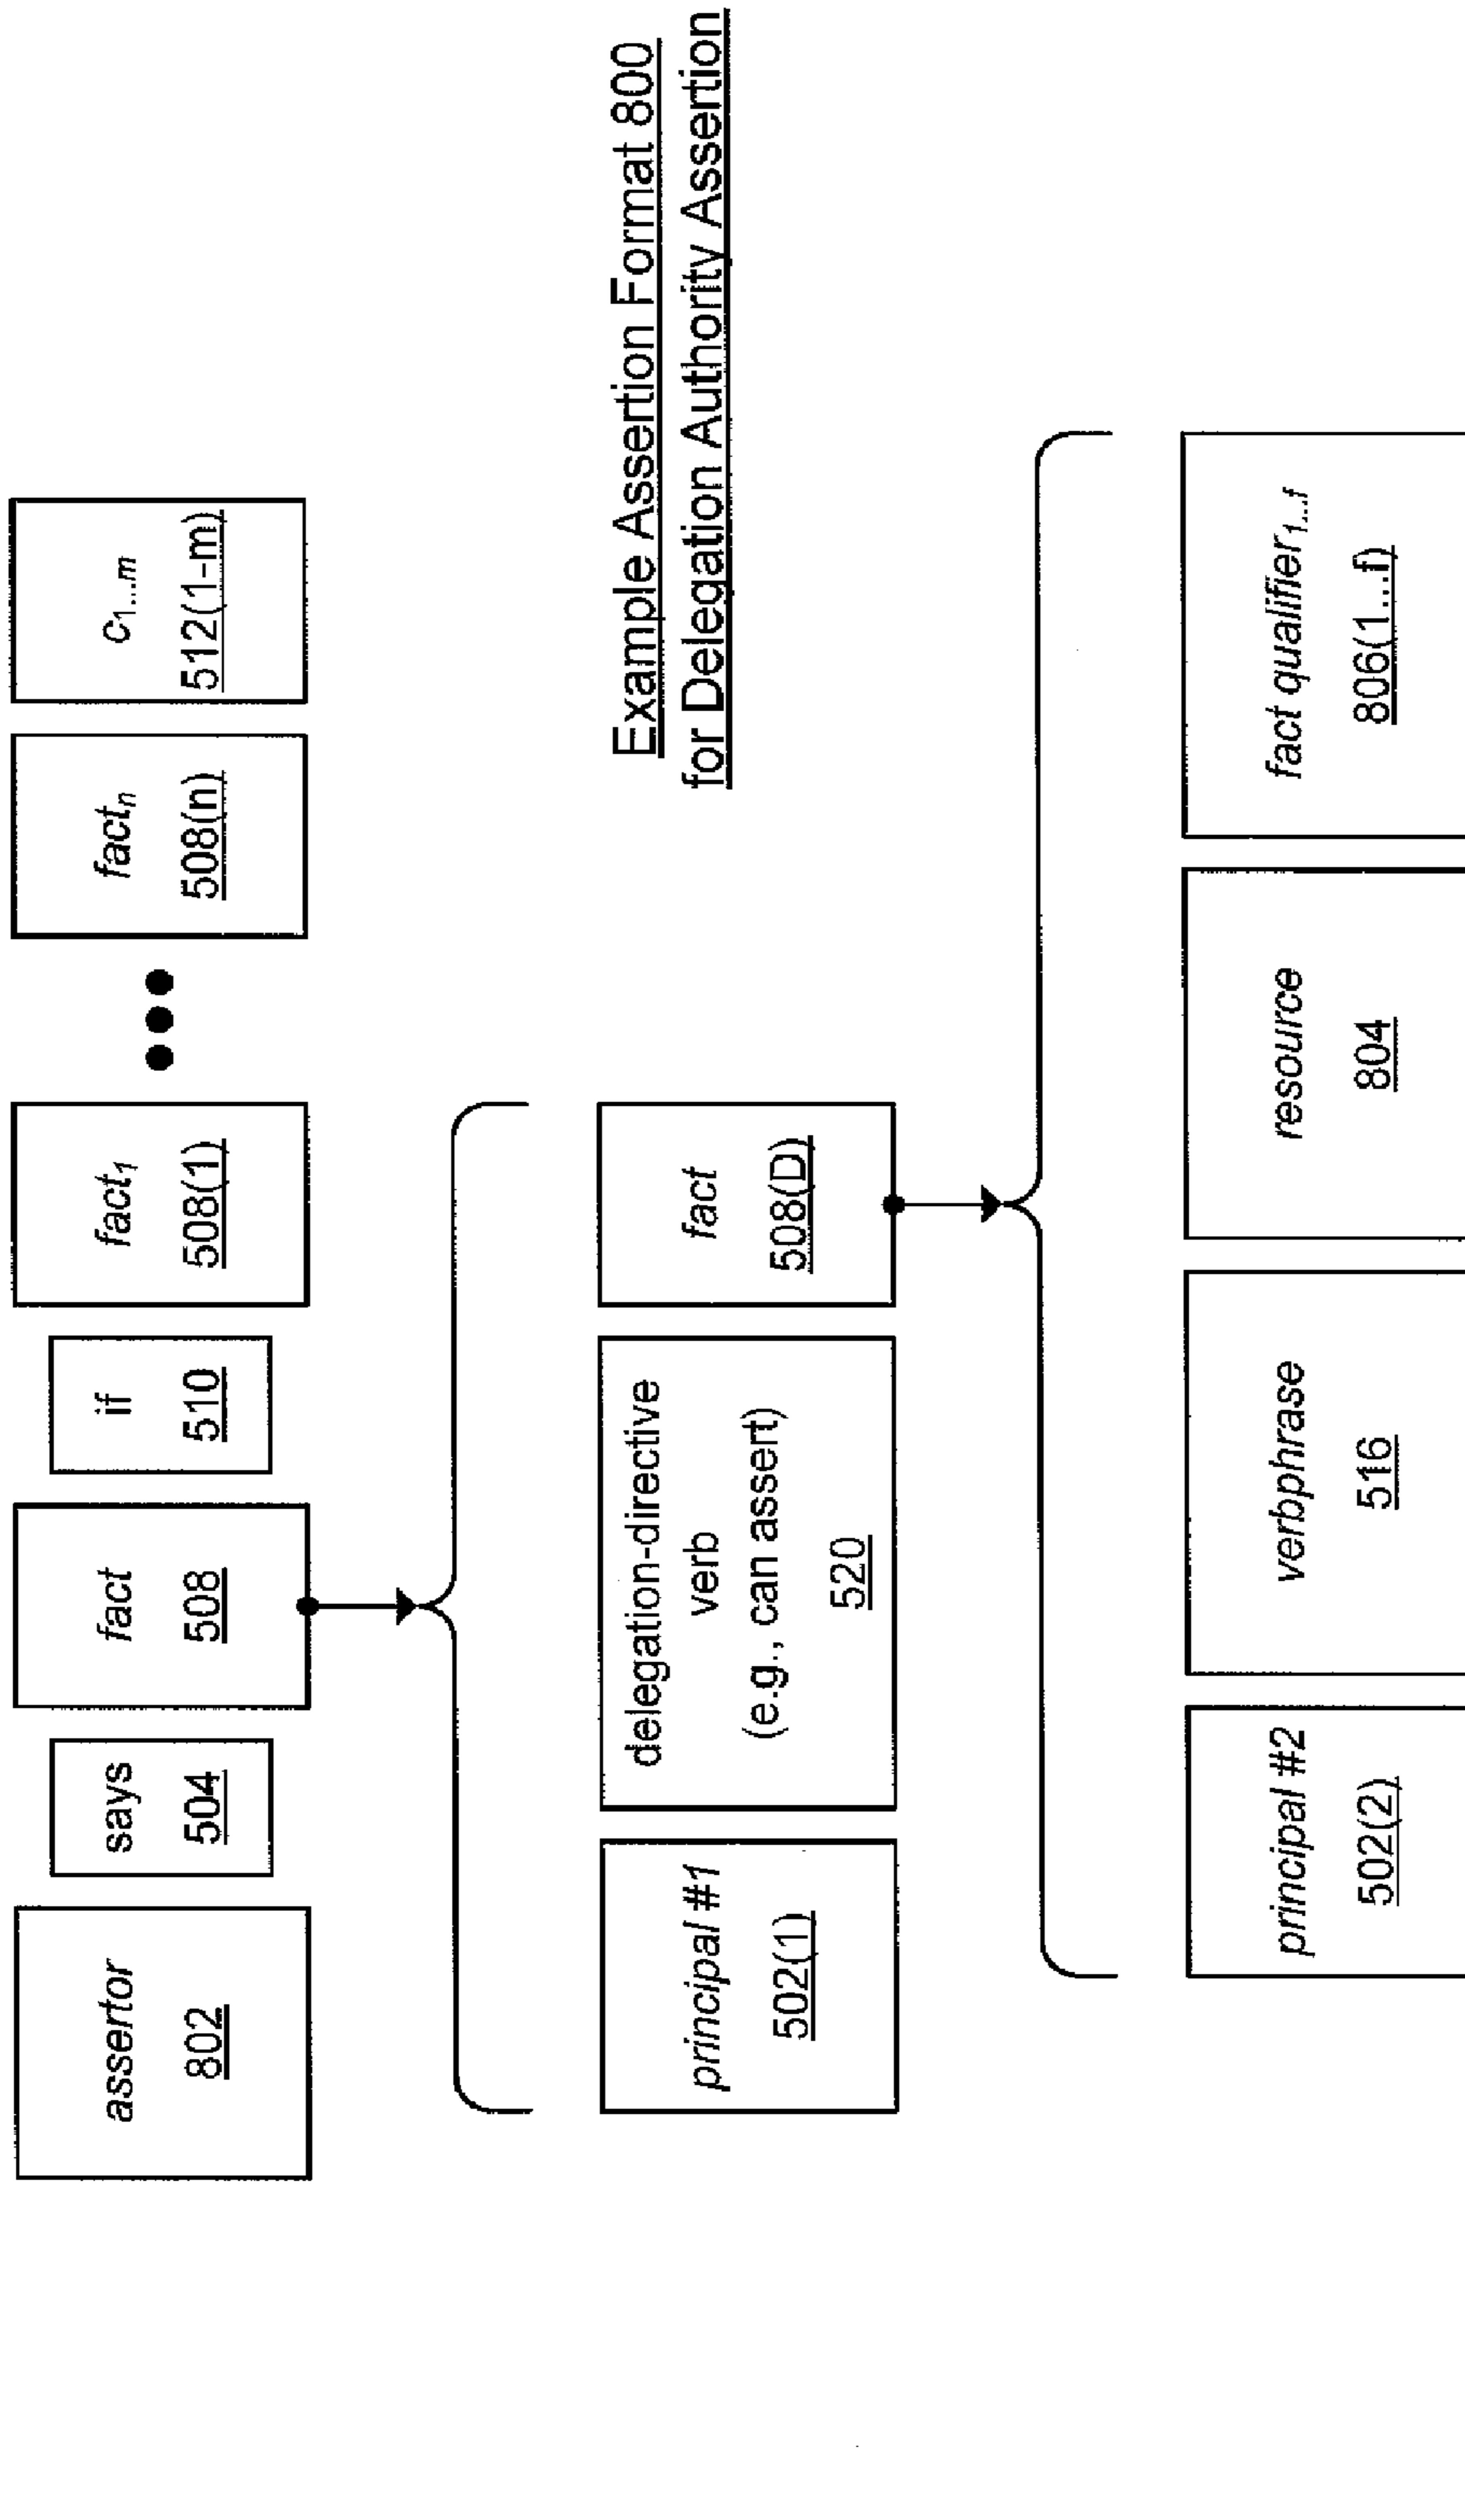 assertor
802
says
504
fact
508
if
510
fact1
508(1)
factn
508(n)
c1...m
512(1-m)
principal #1
502(1)
delegation-directive
verb
(e.g., can assert)
520
fact
508(D)
Example Assertion Format 800
for Delegation Authority Assertion
principal #2
502(2)
verbphrase
516
resource
804
fact qualifier1...f
806(1...f)